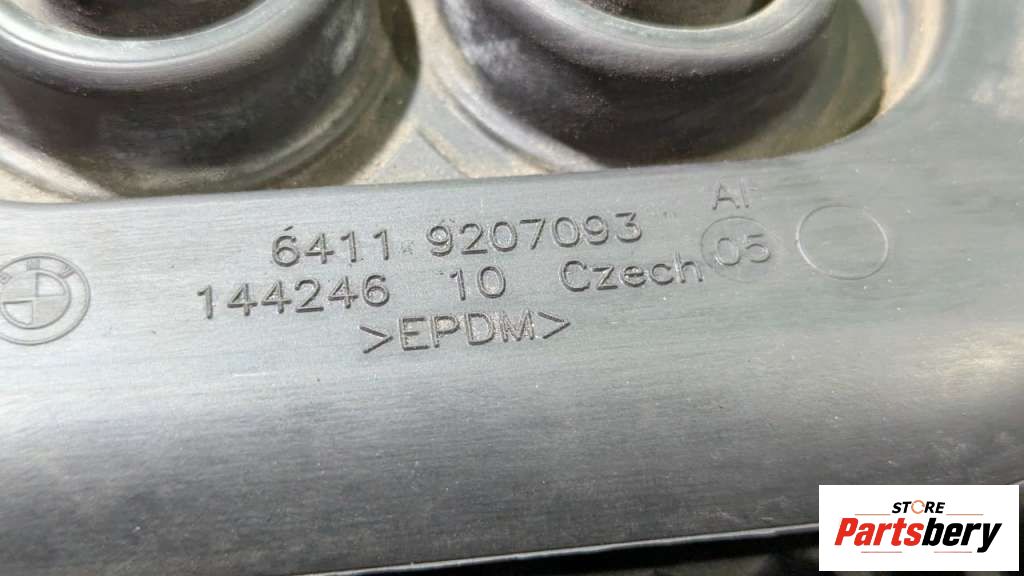 6411 9207093
144246 10 Czech 05
>EPDM<
STORE
Partsbery